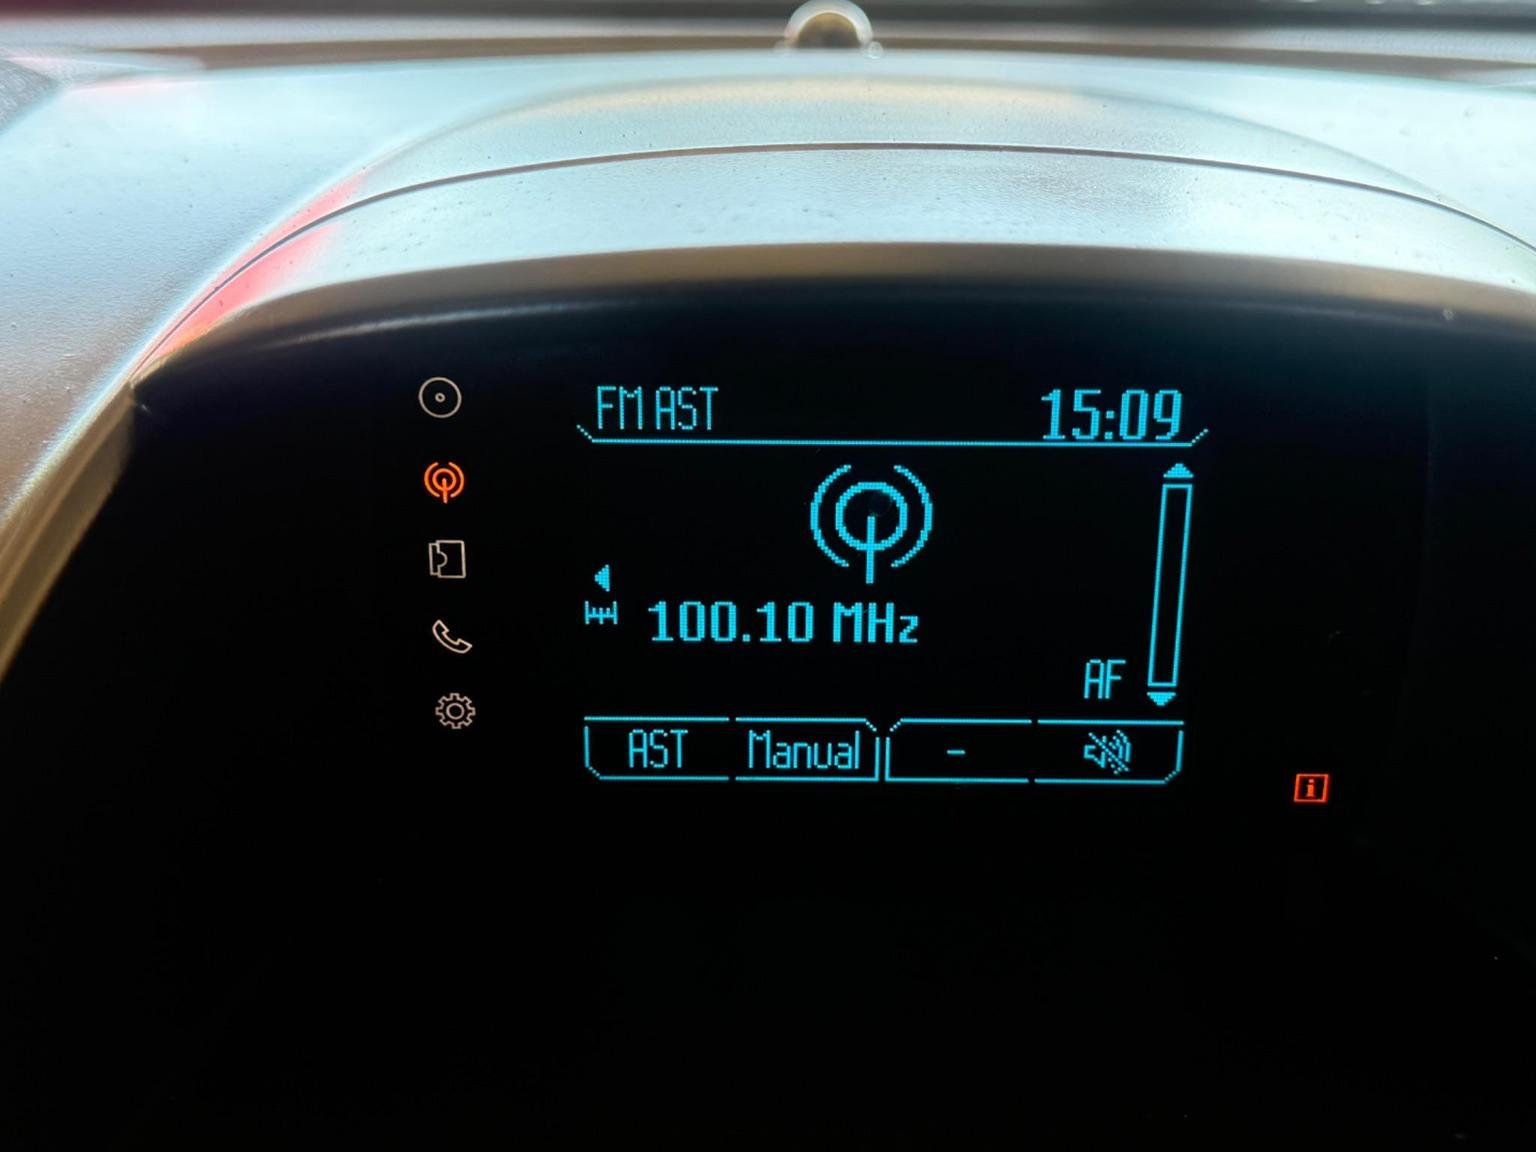 FM AST 15:09
100.10 MHz
AF
AST Manual -
i